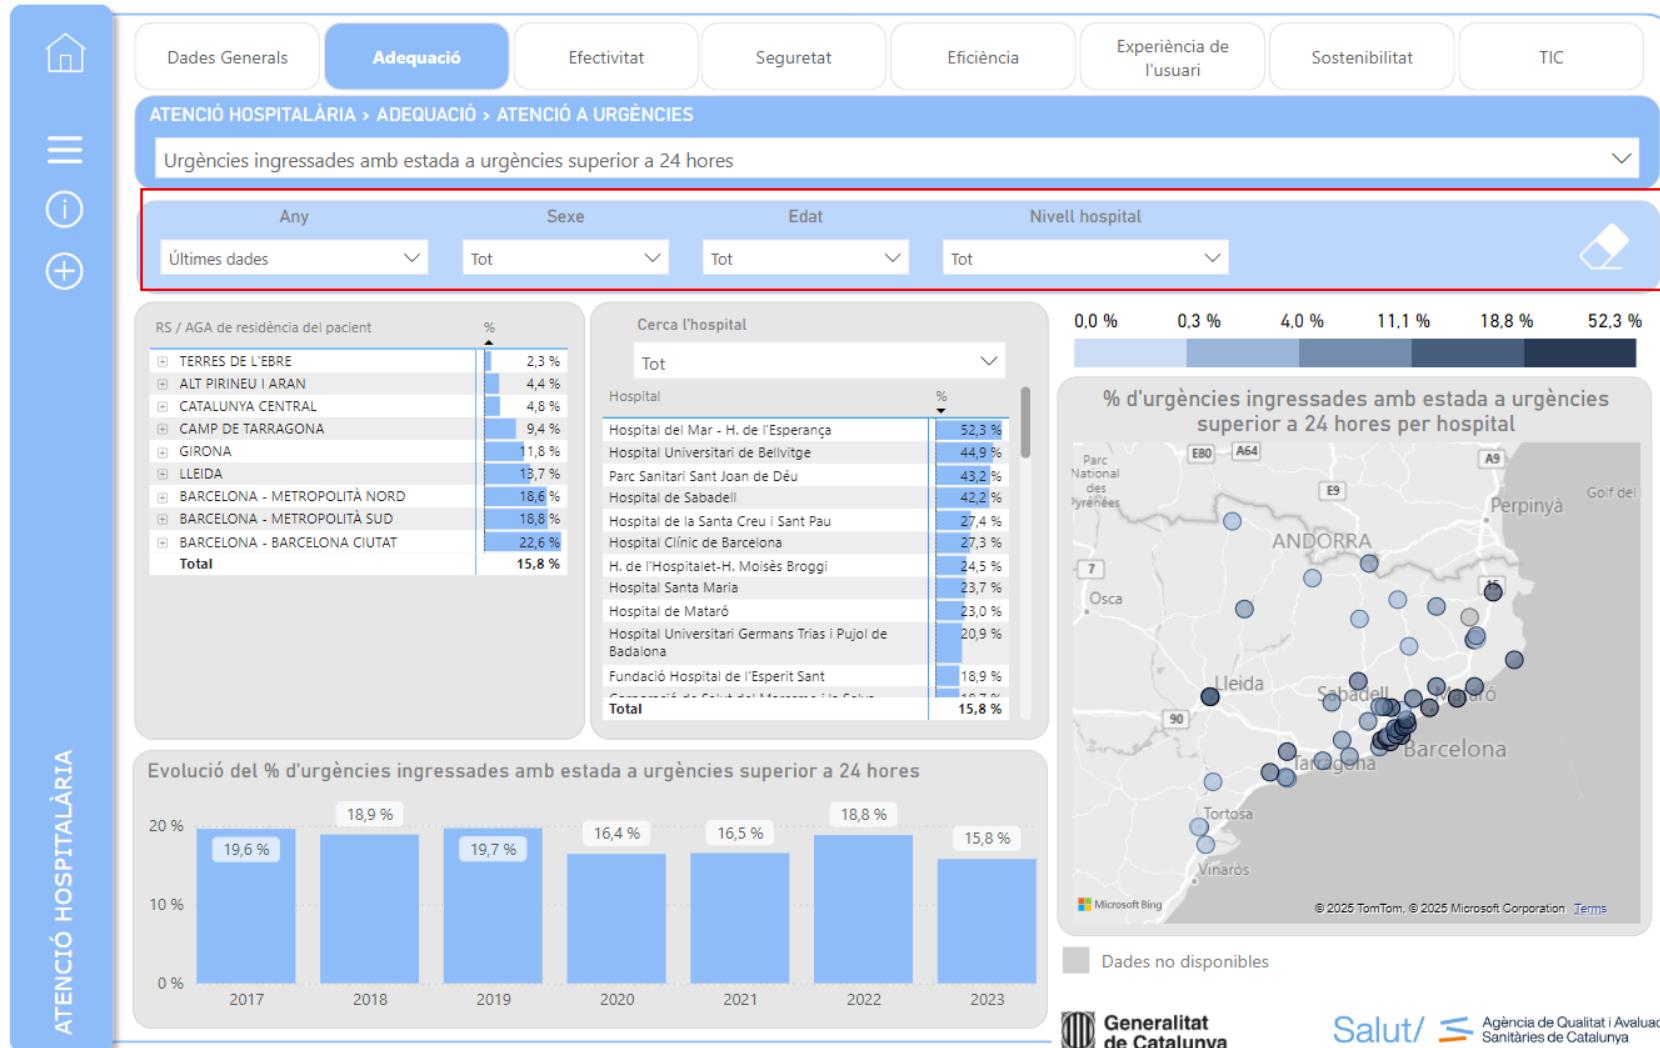 Dades Generals
Adequació
Efectivitat
Seguretat
Eficiència
Experiència de
l'usuari
Sostenibilitat
TIC
ATENCIÓ HOSPITALÀRIA > ADEQUACIÓ > ATENCIÓ A URGÈNCIES
Urgències ingressades amb estada a urgències superior a 24 hores
Any
Sexe
Edat
Nivell hospital
Últimes dades
Tot
Tot
Tot
RS / AGA de residència del pacient %
TERRES DE L'EBRE 2,3 %
ALT PIRINEU I ARAN 4,4 %
CATALUNYA CENTRAL 4,8 %
CAMP DE TARRAGONA 9,4 %
GIRONA 11,8 %
LLEIDA 13,7 %
BARCELONA - METROPOLITÀ NORD 18,6 %
BARCELONA - METROPOLITÀ SUD 18,8 %
BARCELONA - BARCELONA CIUTAT 22,6 %
Total 15,8 %
Cerca l'hospital
Tot
Hospital %
Hospital del Mar - H. de l'Esperança 52,3 %
Hospital Universitari de Bellvitge 44,9 %
Parc Sanitari Sant Joan de Déu 43,2 %
Hospital de Sabadell 42,2 %
Hospital de la Santa Creu i Sant Pau 27,4 %
Hospital Clínic de Barcelona 27,3 %
H. de l'Hospitalet-H. Moisès Broggi 24,5 %
Hospital Santa Maria 23,7 %
Hospital de Mataró 23,0 %
Hospital Universitari Germans Trias i Pujol de 20,9 %
Badalona
Fundació Hospital de l'Esperit Sant 18,9 %
Total 15,8 %
0,0 % 0,3 % 4,0 % 11,1 % 18,8 % 52,3 %
% d'urgències ingressades amb estada a urgències
superior a 24 hores per hospital
Parc
National
des
Pyrénées
E80
A64
A9
E9
Perpinyà
Golf del
ANDORRA
7
15
Osca
Lleida
Sabadell
Mataró
90
Barcelona
Tarragona
Tortosa
Vinaròs
Microsoft Bing
© 2025 TomTom, © 2025 Microsoft Corporation Terms
Dades no disponibles
Evolució del % d'urgències ingressades amb estada a urgències superior a 24 hores
20 %
10 %
0 %
19,6 %
18,9 %
19,7 %
16,4 %
16,5 %
18,8 %
15,8 %
2017 2018 2019 2020 2021 2022 2023
ATENCIÓ HOSPITALÀRIA
Generalitat
de Catalunya
Salut/
Agència de Qualitat i
Sanitàries de Catalunya